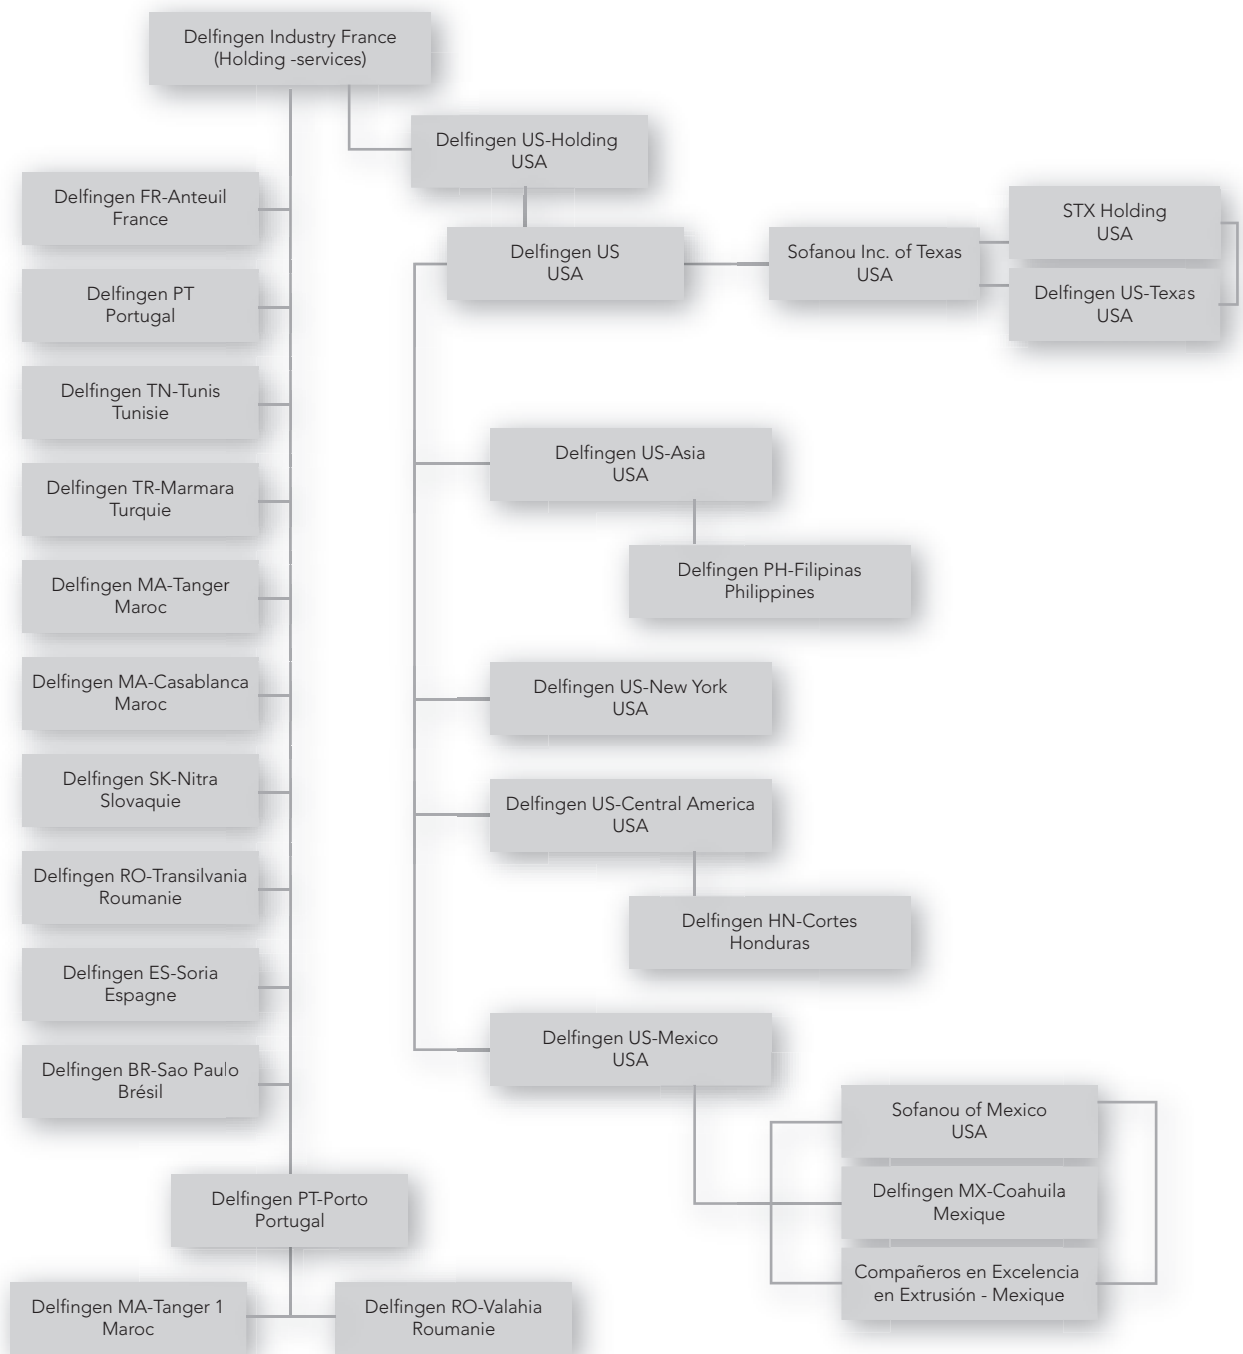 Delfingen Industry France
(Holding -services)
Delfingen US-Holding
USA
Delfingen FR-Anteuil
France
Delfingen PT
Portugal
Delfingen TN-Tunis
Tunisie
Delfingen TR-Marmara
Turquie
Delfingen MA-Tanger
Maroc
Delfingen MA-Casablanca
Maroc
Delfingen SK-Nitra
Slovaquie
Delfingen RO-Transilvania
Roumanie
Delfingen ES-Soria
Espagne
Delfingen BR-Sao Paulo
Brésil
Delfingen PT-Porto
Portugal
Delfingen MA-Tanger 1
Maroc
Delfingen RO-Valahia
Roumanie
Delfingen US
USA
Sofanou Inc. of Texas
USA
STX Holding
USA
Delfingen US-Texas
USA
Delfingen US-Asia
USA
Delfingen PH-Filipinas
Philippines
Delfingen US-New York
USA
Delfingen US-Central America
USA
Delfingen HN-Cortes
Honduras
Delfingen US-Mexico
USA
Sofanou of Mexico
USA
Delfingen MX-Coahuila
Mexique
Compañeros en Excelencia
en Extrusión - Mexique